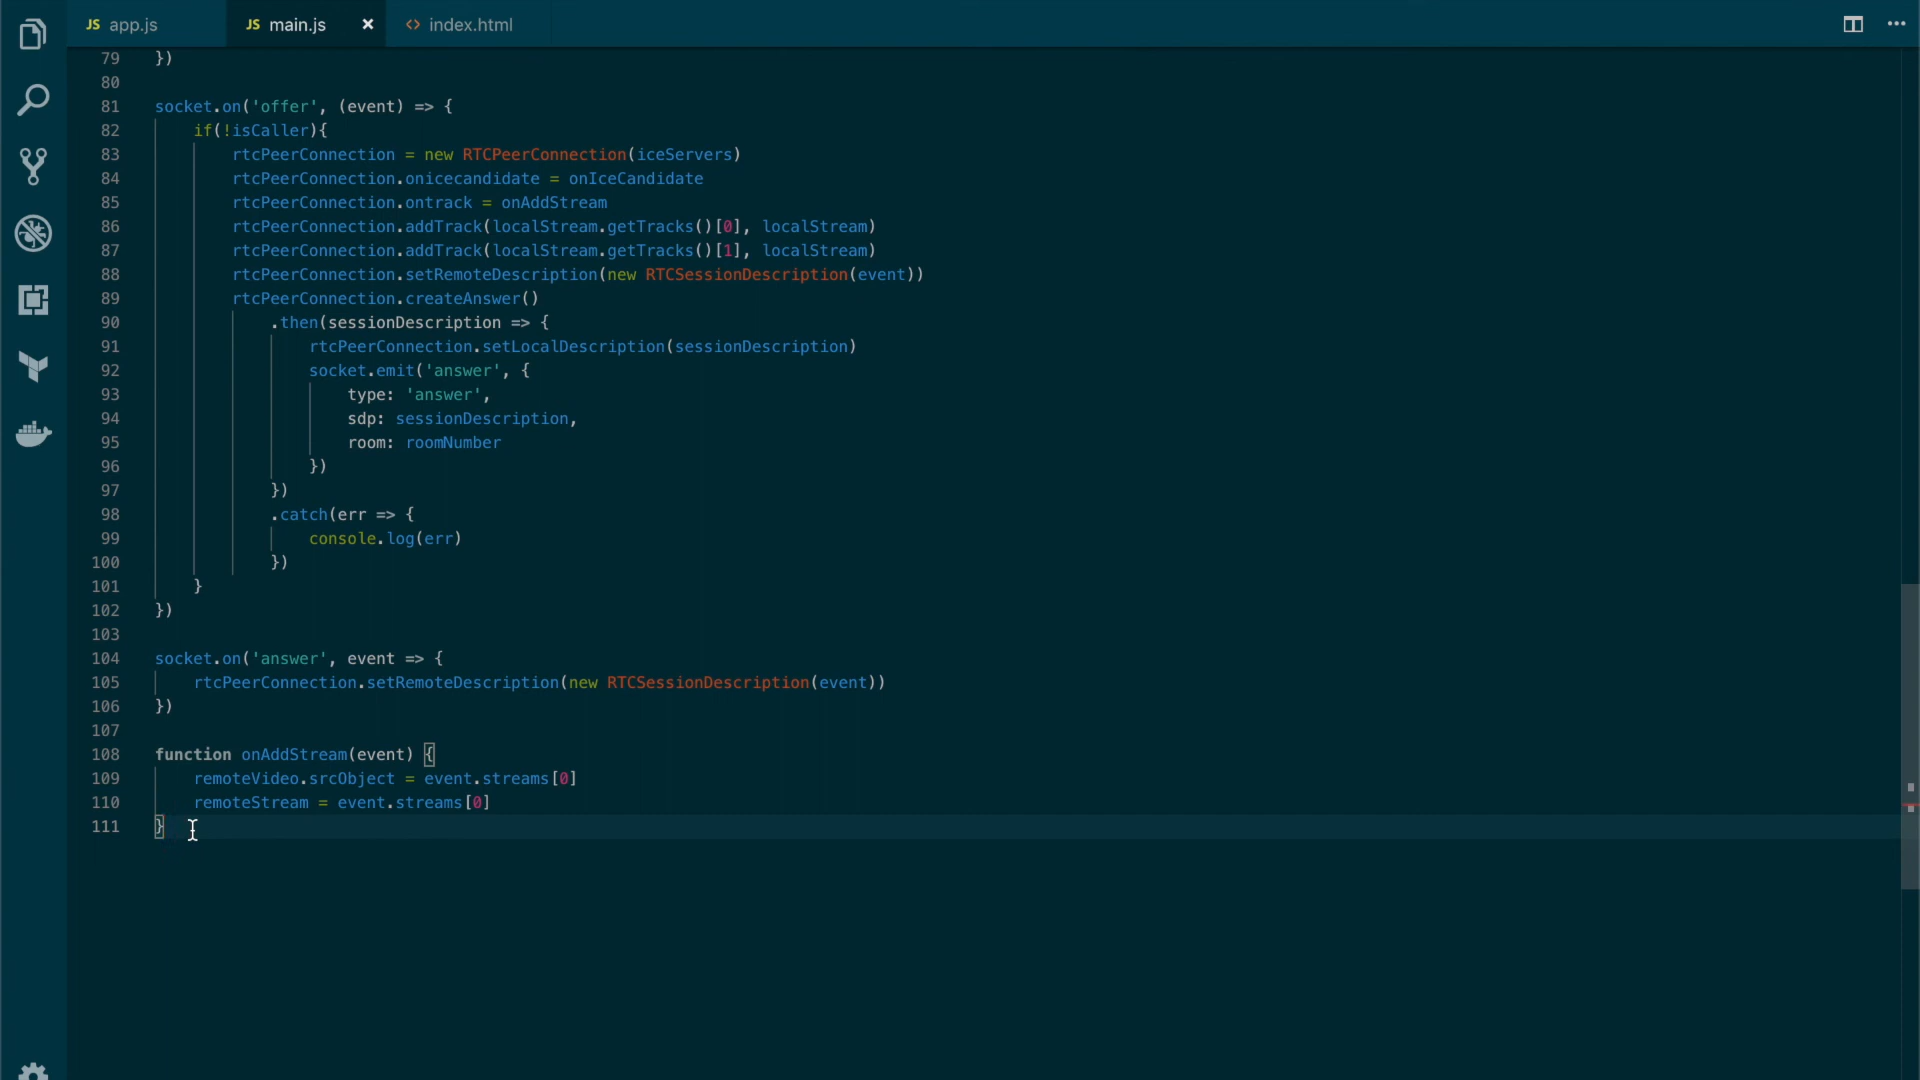 JS app.js JS main.js × <> index.html
79 })
80
81 socket.on('offer', (event) => {
82 if(!isCaller){
83 rtcPeerConnection = new RTCPeerConnection(iceServers)
84 rtcPeerConnection.onicecandidate = onIceCandidate
85 rtcPeerConnection.ontrack = onAddStream
86 rtcPeerConnection.addTrack(localStream.getTracks()[0], localStream)
87 rtcPeerConnection.addTrack(localStream.getTracks()[1], localStream)
88 rtcPeerConnection.setRemoteDescription(new RTCSessionDescription(event))
89 rtcPeerConnection.createAnswer()
90 .then(sessionDescription => {
91 rtcPeerConnection.setLocalDescription(sessionDescription)
92 socket.emit('answer', {
93 type: 'answer',
94 sdp: sessionDescription,
95 room: roomNumber
96 })
97 })
98 .catch(err => {
99 console.log(err)
100 })
101 }
102 })
103
104 socket.on('answer', event => {
105 rtcPeerConnection.setRemoteDescription(new RTCSessionDescription(event))
106 })
107
108 function onAddStream(event) {
109 remoteVideo.srcObject = event.streams[0]
110 remoteStream = event.streams[0]
111 }